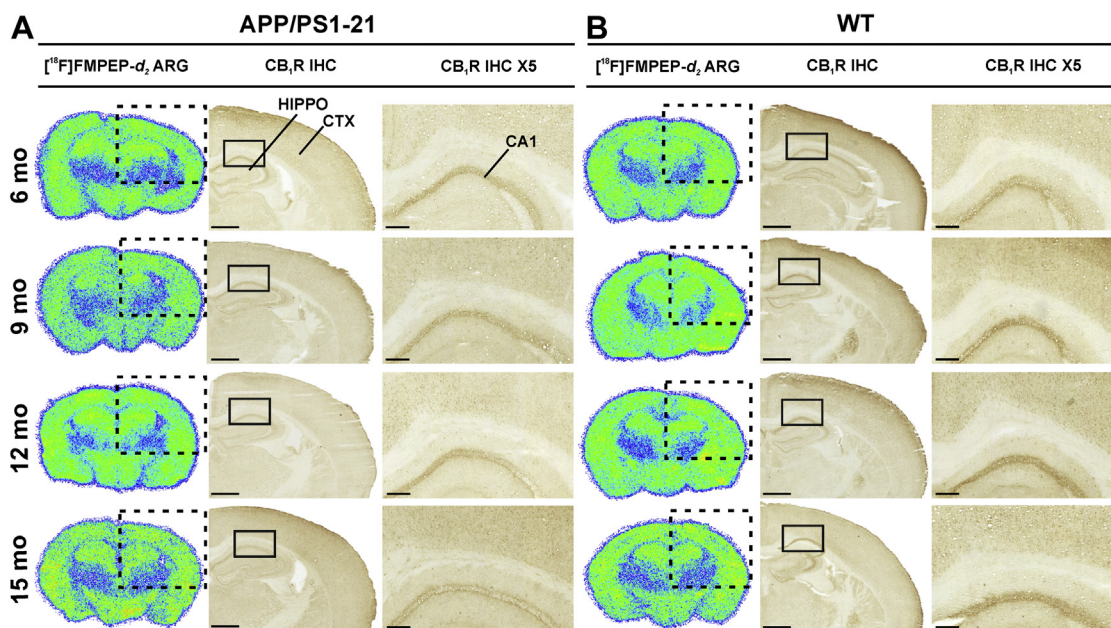 A APP/PS1-21 B WT
[¹⁸F]FMPEP-d₂ ARG CB₁R IHC CB₁R IHC X5 [¹⁸F]FMPEP-d₂ ARG CB₁R IHC CB₁R IHC X5
HIPPO
CTX
CA1
6 mo
9 mo
12 mo
15 mo